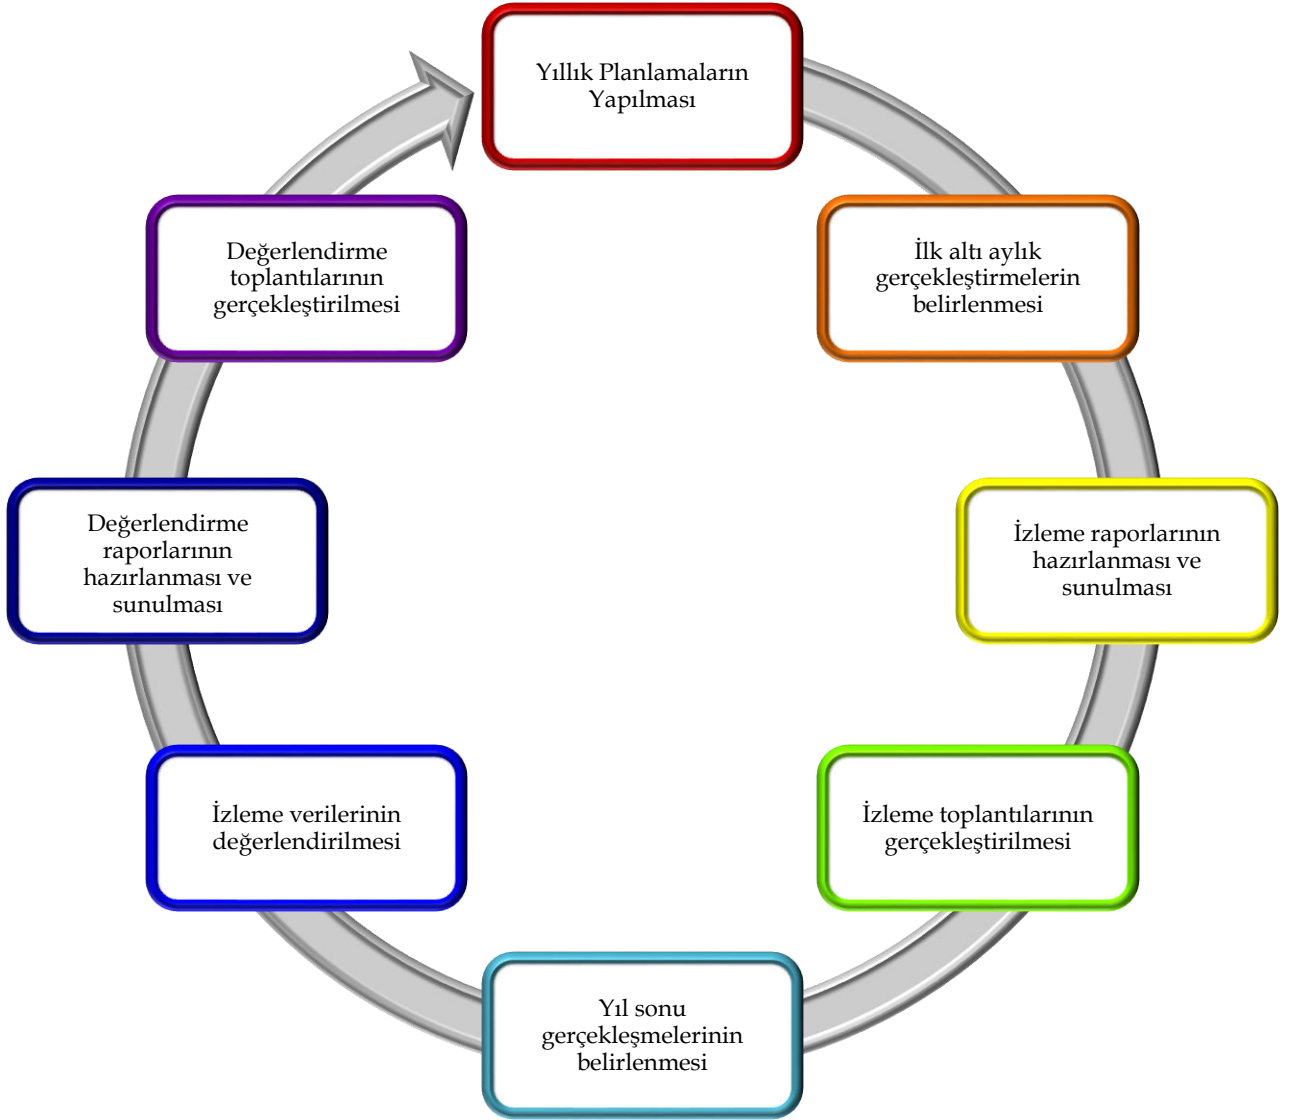 Yıllık Planlamaların
Yapılması
İlk altı aylık
gerçekleştirmelerin
belirlenmesi
İzleme raporlarının
hazırlanması ve
sunulması
İzleme toplantılarının
gerçekleştirilmesi
Yıl sonu
gerçekleşmelerinin
belirlenmesi
İzleme verilerinin
değerlendirilmesi
Değerlendirme
raporlarının
hazırlanması ve
sunulması
Değerlendirme
toplantılarının
gerçekleştirilmesi